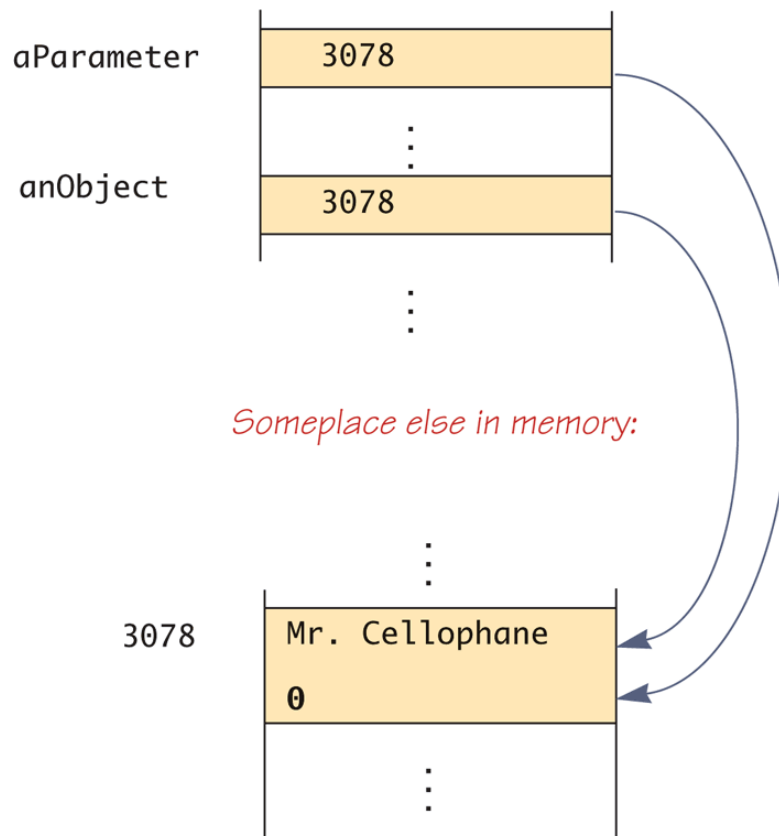 aParameter 3078
anObject 3078
Someplace else in memory:
3078 Mr. Cellophane
0